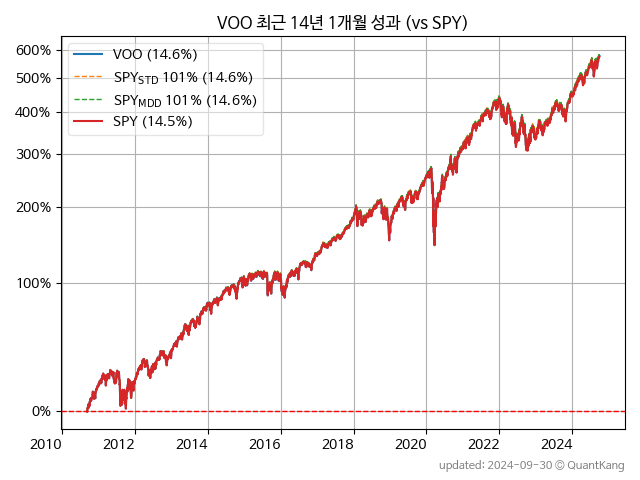 VOO 최근 14년 1개월 성과 (vs SPY)
VOO (14.6%)
SPY_STD 101% (14.6%)
SPY_MDD 101% (14.6%)
SPY (14.5%)
600%
500%
400%
300%
200%
100%
0%
2010 2012 2014 2016 2018 2020 2022 2024
updated: 2024-09-30 © QuantKang